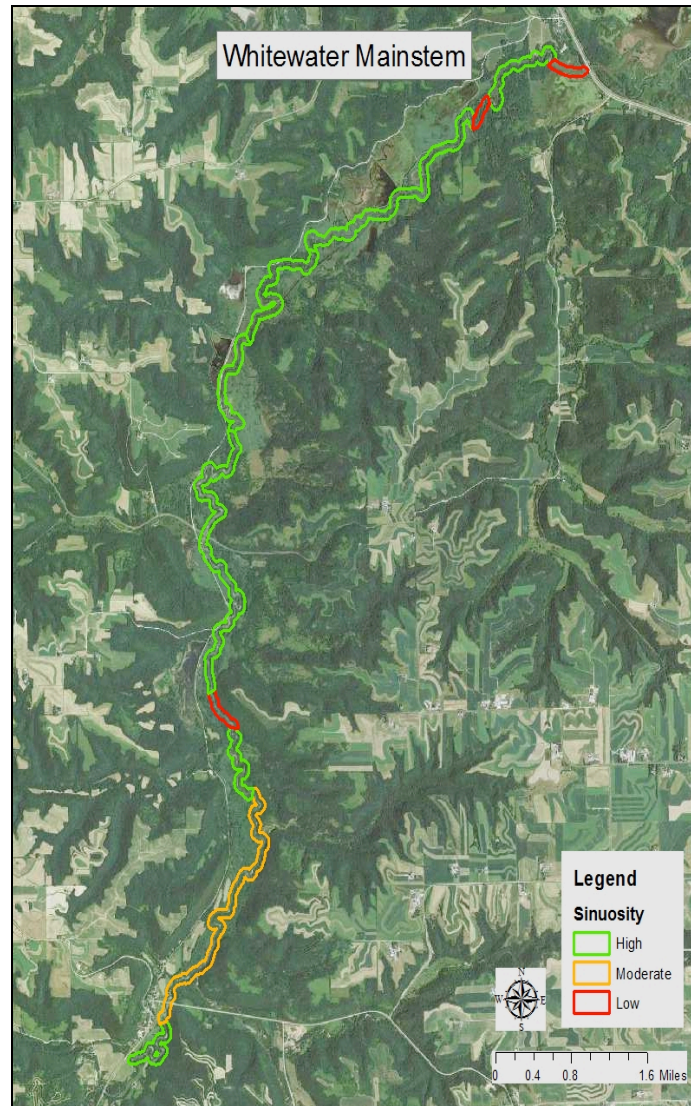 Whitewater Mainstem
Legend
Sinuosity
High
Moderate
Low
N
W E
S
0 0.4 0.8 1.6 Miles